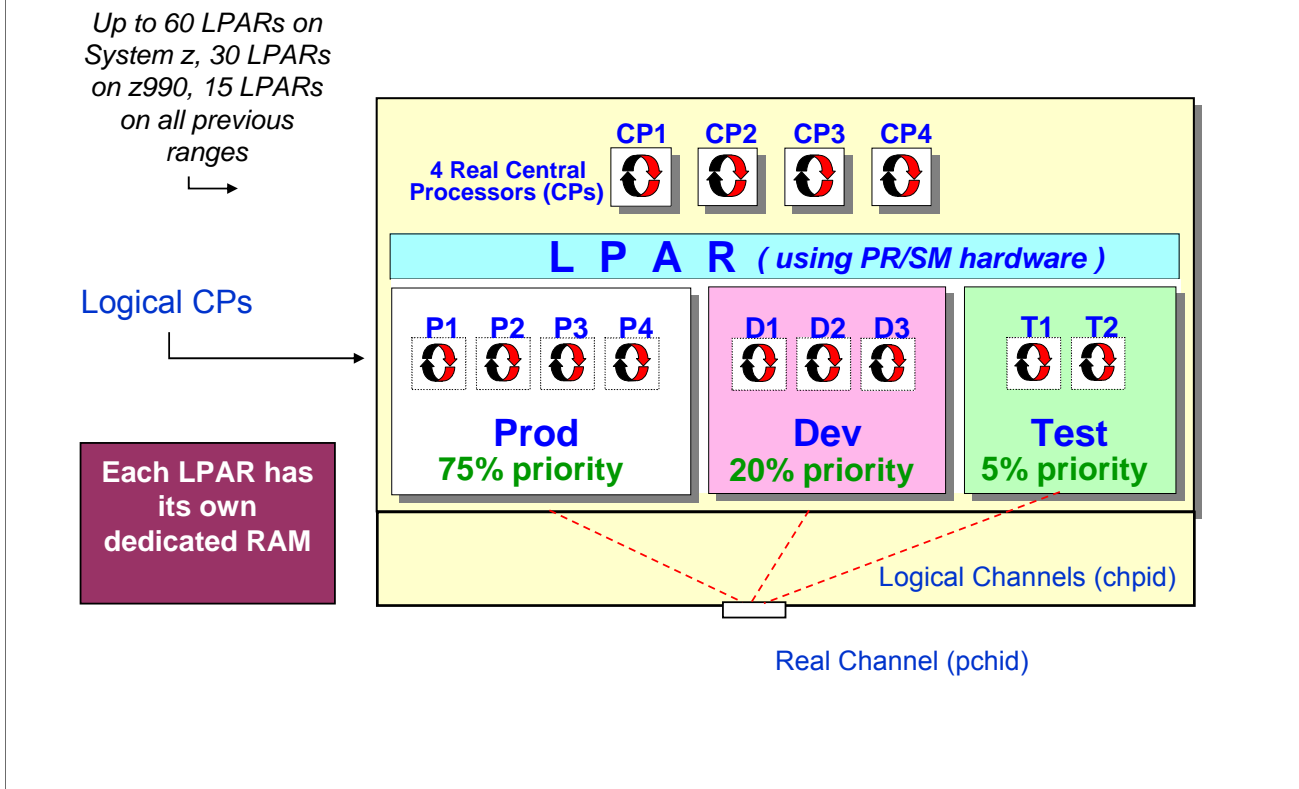 Up to 60 LPARs on
System z, 30 LPARs
on z990, 15 LPARs
on all previous
ranges
CP1 CP2 CP3 CP4
4 Real Central
Processors (CPs)
L P A R ( using PR/SM hardware )
Logical CPs
P1 P2 P3 P4
D1 D2 D3
T1 T2
Prod
75% priority
Dev
20% priority
Test
5% priority
Each LPAR has
its own
dedicated RAM
Logical Channels (chpid)
Real Channel (pchid)